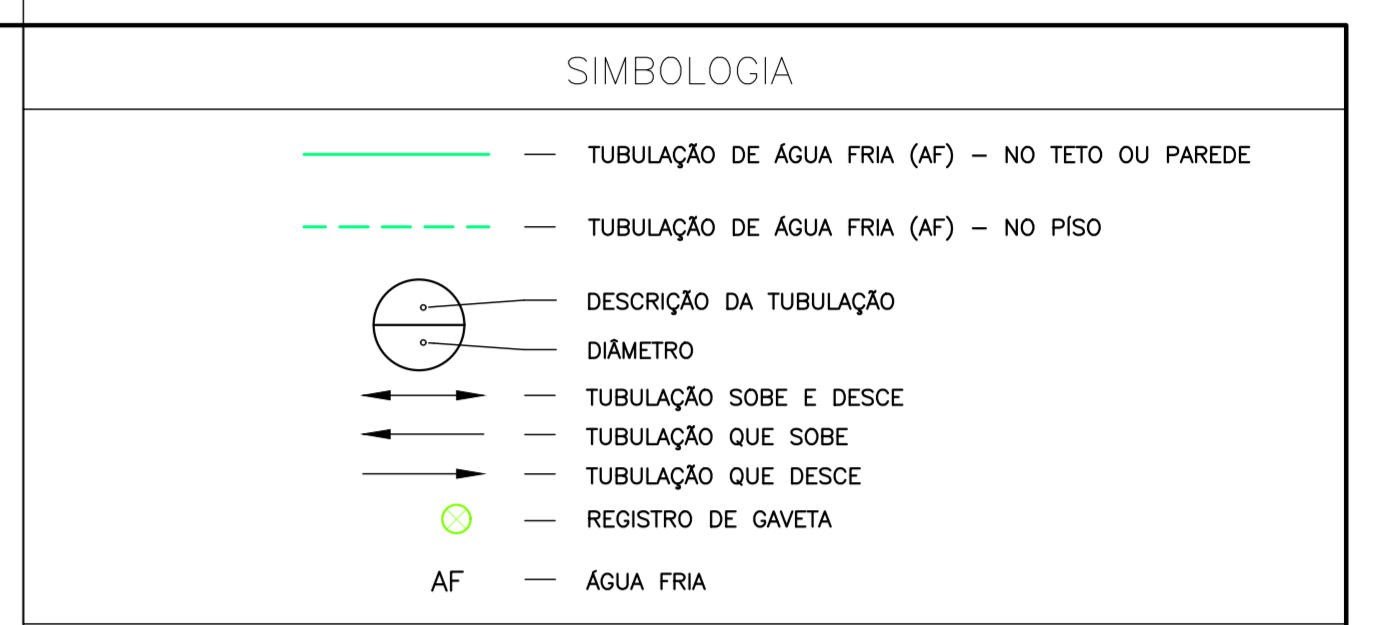 SIMBOLOGIA
TUBULAÇÃO DE ÁGUA FRIA (AF) – NO TETO OU PAREDE
TUBULAÇÃO DE ÁGUA FRIA (AF) – NO PÍSO
DESCRIÇÃO DA TUBULAÇÃO
DIÂMETRO
TUBULAÇÃO SOBE E DESCE
TUBULAÇÃO QUE SOBE
TUBULAÇÃO QUE DESCE
REGISTRO DE GAVETA
AF — ÁGUA FRIA